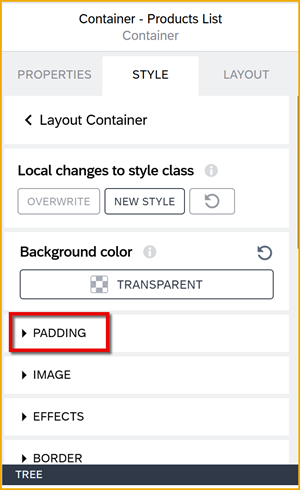 Container - Products List
Container
PROPERTIES STYLE LAYOUT
Layout Container
Local changes to style class
OVERWRITE NEW STYLE
Background color
TRANSPARENT
PADDING
IMAGE
EFFECTS
BORDER
TREE